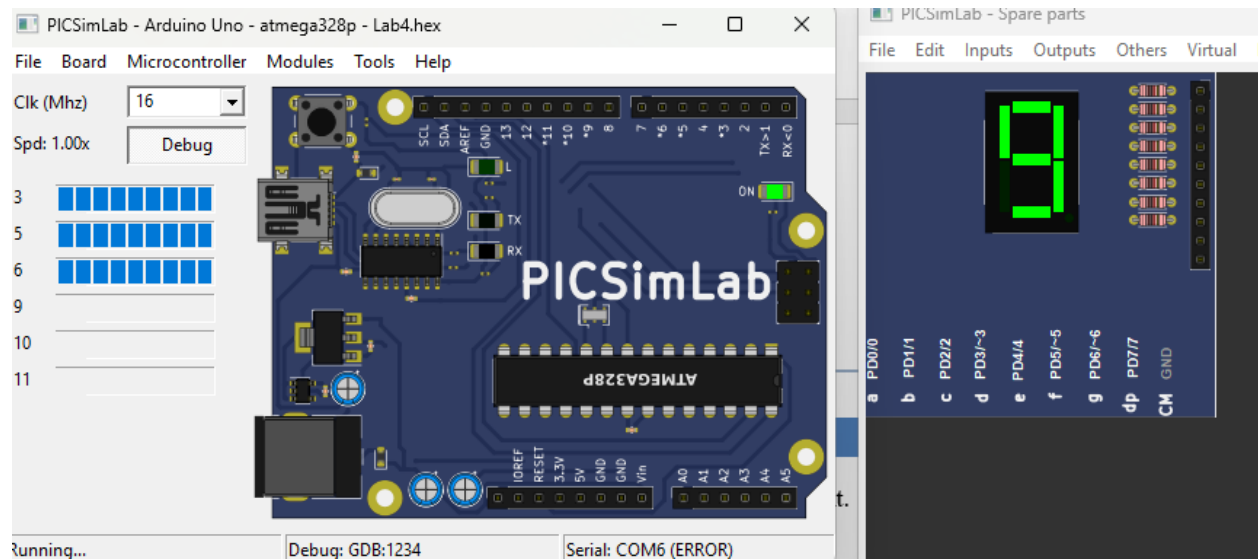 PICSimLab - Arduino Uno - atmega328p - Lab4.hex
File Board Microcontroller Modules Tools Help
Clk (Mhz) 16
Spd: 1.00x Debug
3
5
6
9
10
11
SCL SDA AREF GND 13 12 *11 *10 *9 8 7 *6 *5 4 *3 2 TX>1 RX<0
L
ON
TX
RX
PICSimLab
ATMEGA328P
IOREF RESET 3.3V 5V GND GND Vin A0 A1 A2 A3 A4 A5
Running... Debug: GDB:1234 Serial: COM6 (ERROR)
t.
PICSimLab - Spare parts
File Edit Inputs Outputs Others Virtual
9
a PD0/0
b PD1/1
c PD2/2
d PD3/~3
e PD4/4
f PD5/~5
g PD6/~6
dp PD7/7
CM GND